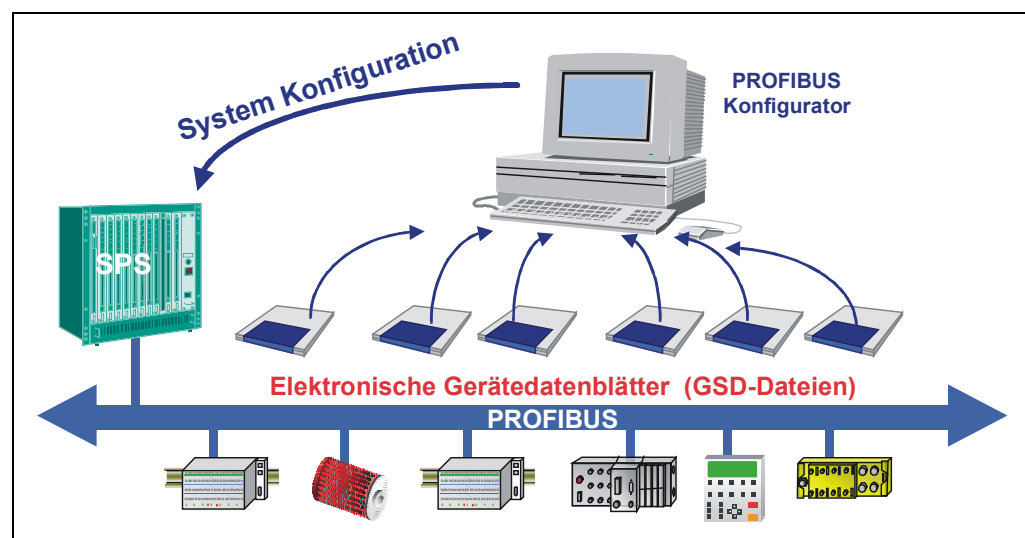 System Konfiguration
PROFIBUS
Konfigurator
SPS
Elektronische Gerätedatenblätter (GSD-Dateien)
PROFIBUS